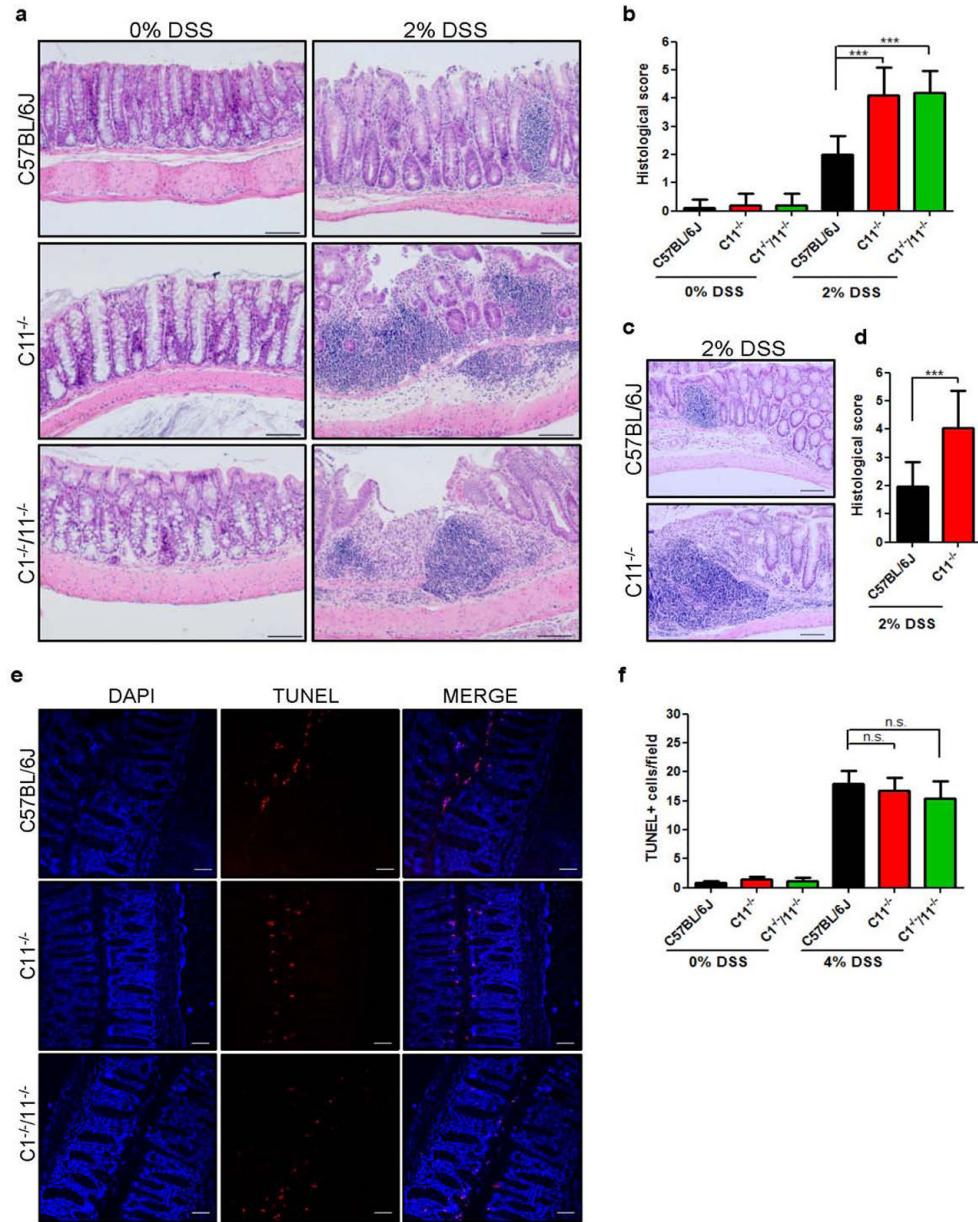 a
0% DSS
2% DSS
C57BL/6J
C11-/-
C1-/-/11-/-
b
Histological score
6
5
4
3
2
1
0
***
***
C57BL/6J
C11-/-
C1-/-/11-/-
C57BL/6J
C11-/-
C1-/-/11-/-
0% DSS
2% DSS
c
2% DSS
C57BL/6J
C11-/-
d
Histological score
6
5
4
3
2
1
0
***
C57BL/6J
C11-/-
2% DSS
e
DAPI
TUNEL
MERGE
C57BL/6J
C11-/-
C1-/-/11-/-
f
TUNEL+ cells/field
30
25
20
15
10
5
0
n.s.
n.s.
C57BL/6J
C11-/-
C1-/-/11-/-
C57BL/6J
C11-/-
C1-/-/11-/-
0% DSS
4% DSS